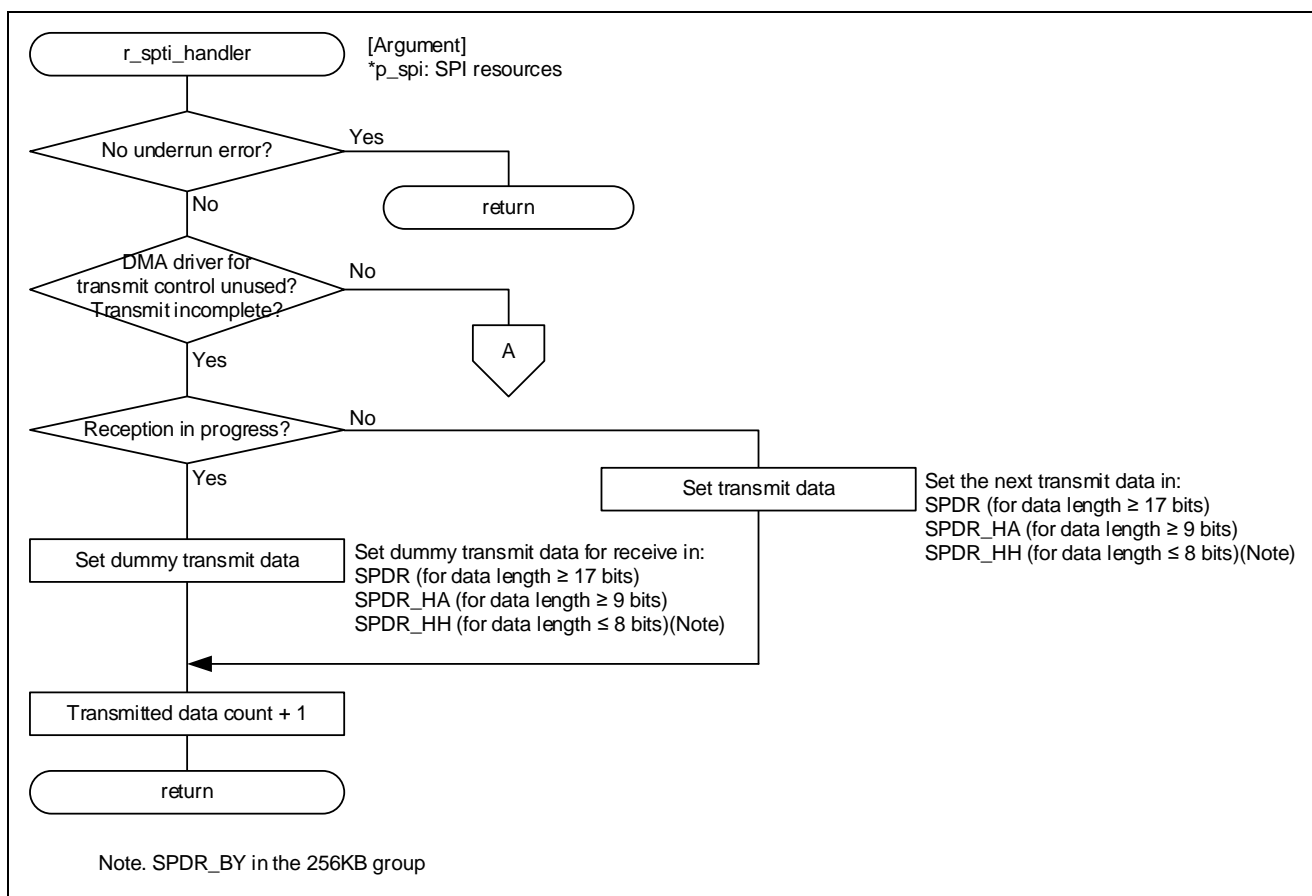 r_spti_handler
[Argument]
*p_spi: SPI resources
No underrun error?
Yes
return
No
DMA driver for
transmit control unused?
Transmit incomplete?
No
A
Yes
Reception in progress?
No
Yes
Set transmit data
Set the next transmit data in:
SPDR (for data length ≥ 17 bits)
SPDR_HA (for data length ≥ 9 bits)
SPDR_HH (for data length ≤ 8 bits)(Note)
Set dummy transmit data
Set dummy transmit data for receive in:
SPDR (for data length ≥ 17 bits)
SPDR_HA (for data length ≥ 9 bits)
SPDR_HH (for data length ≤ 8 bits)(Note)
Transmitted data count + 1
return
Note. SPDR_BY in the 256KB group